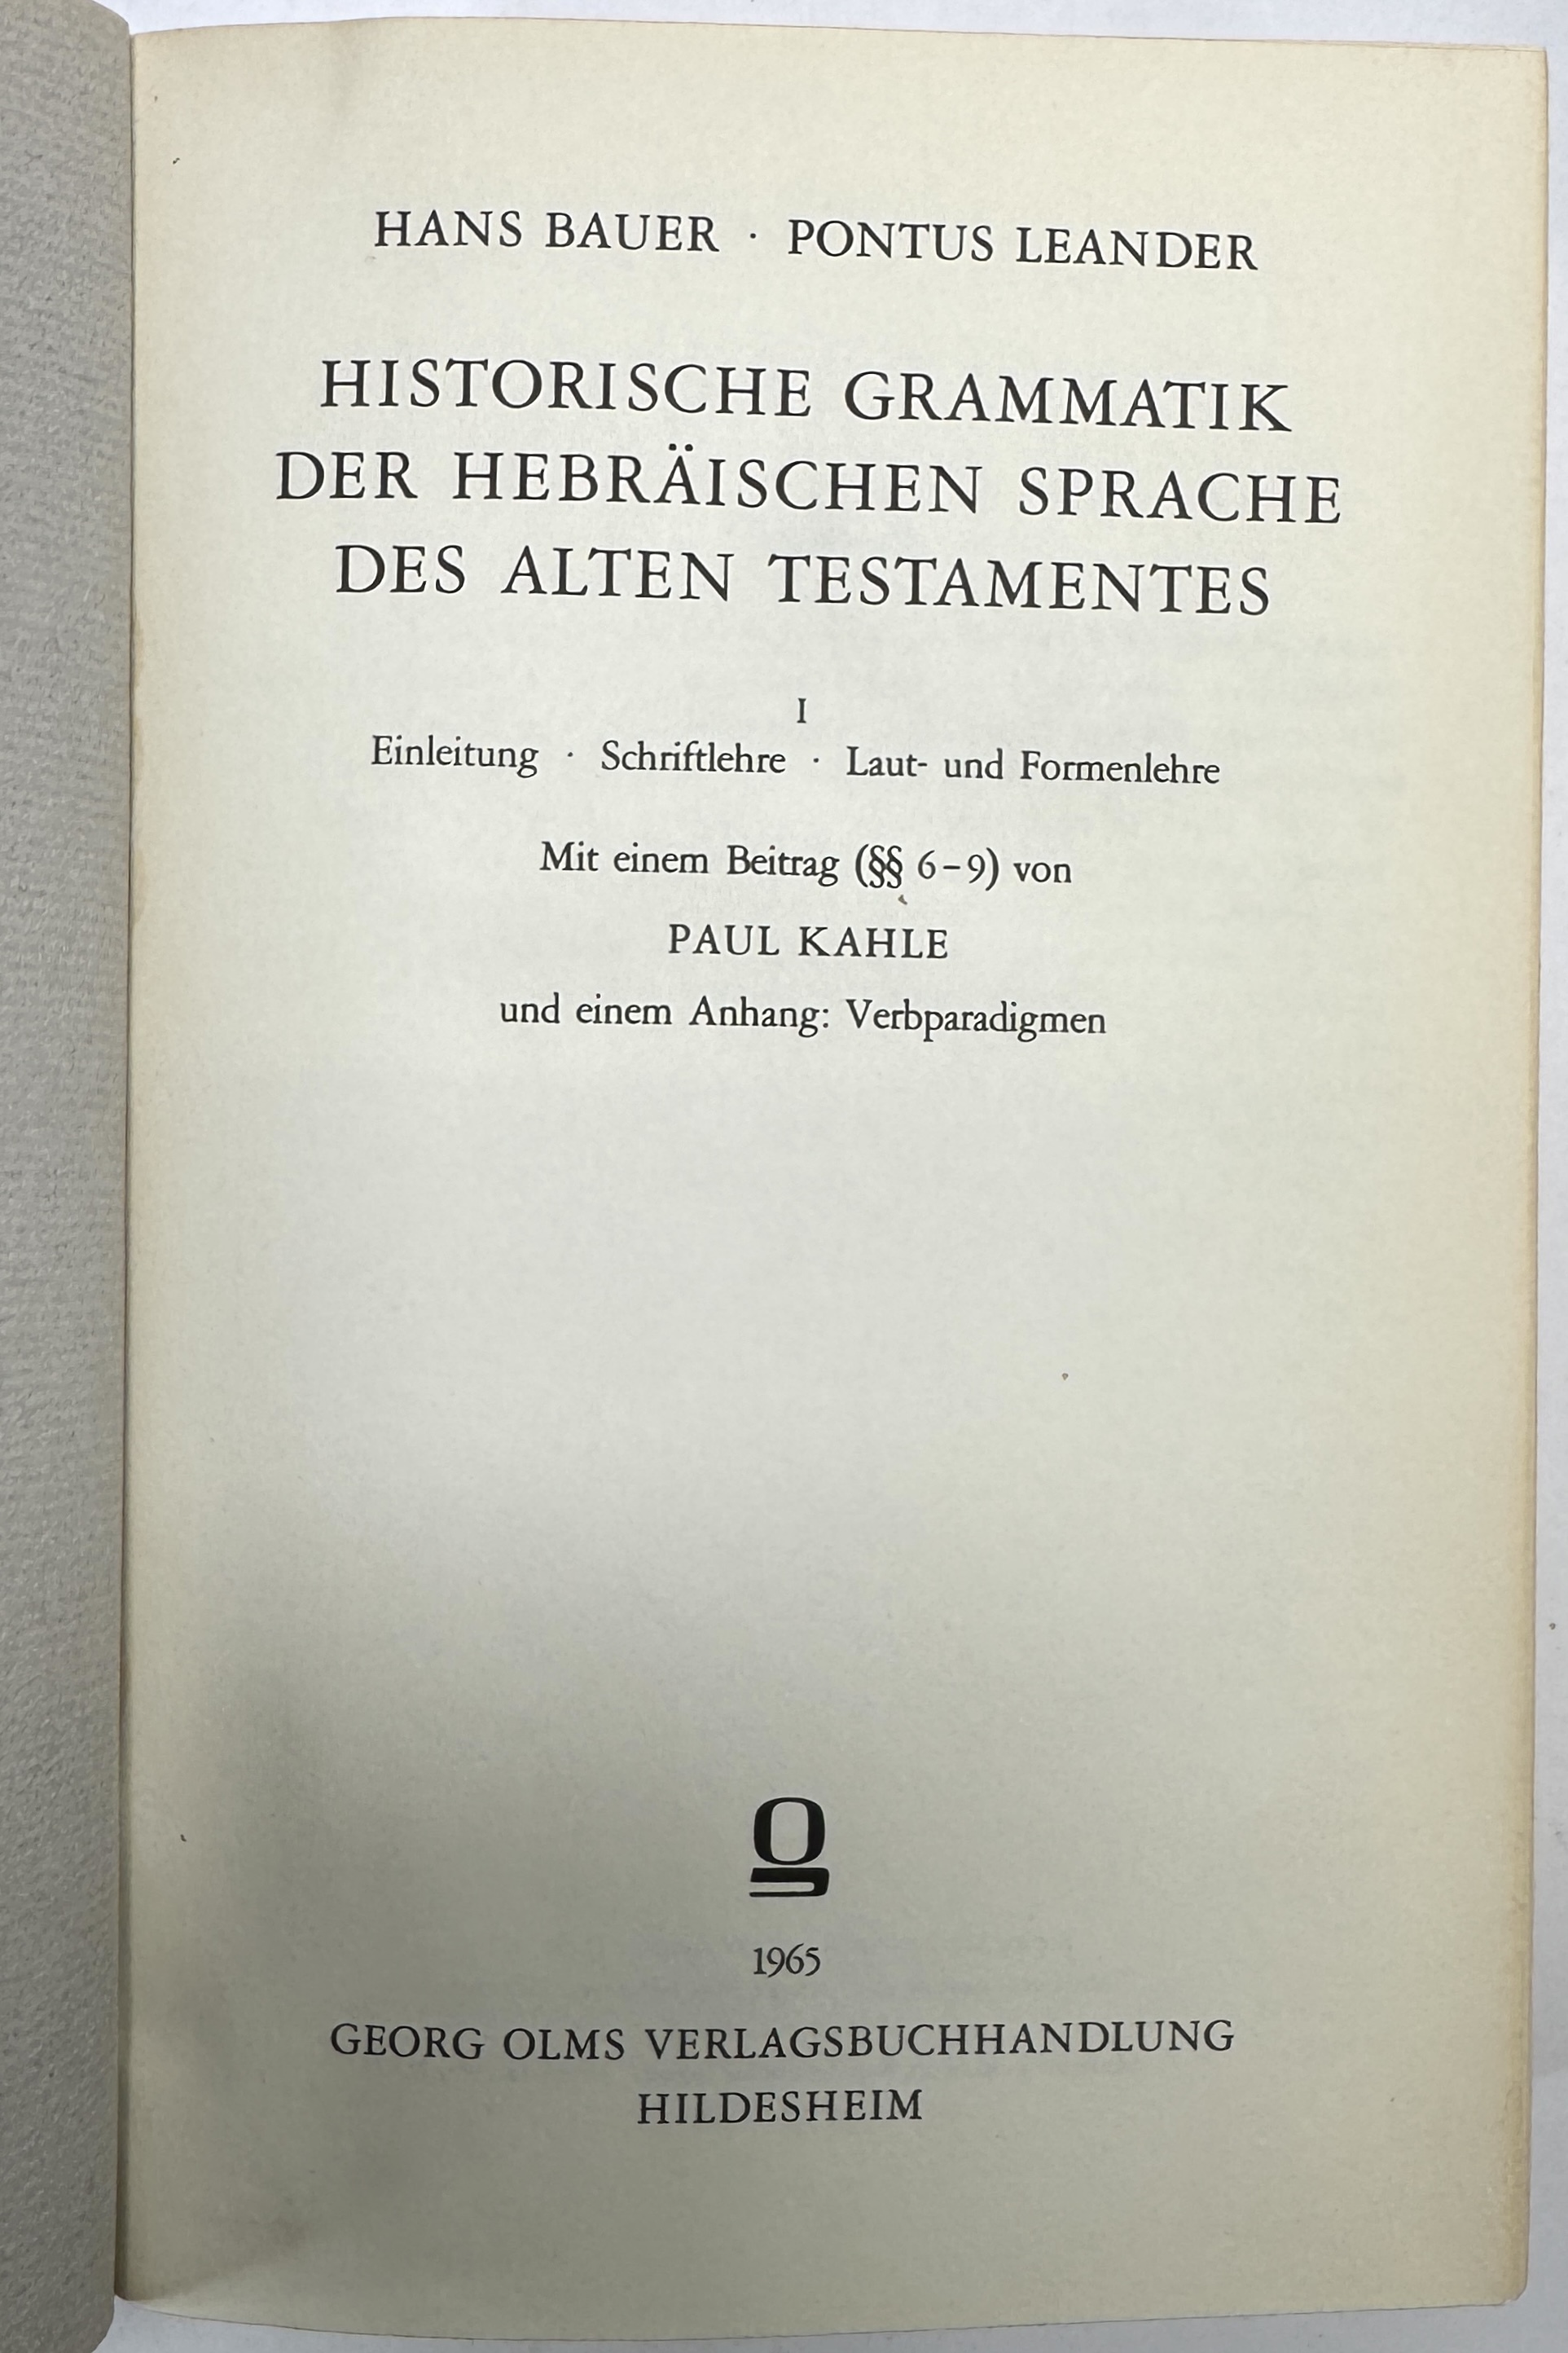 HANS BAUER · PONTUS LEANDER
HISTORISCHE GRAMMATIK
DER HEBRÄISCHEN SPRACHE
DES ALTEN TESTAMENTES
I
Einleitung · Schriftlehre · Laut- und Formenlehre
Mit einem Beitrag (§§ 6–9) von
PAUL KAHLE
und einem Anhang: Verbparadigmen
1965
GEORG OLMS VERLAGSBUCHHANDLUNG
HILDESHEIM